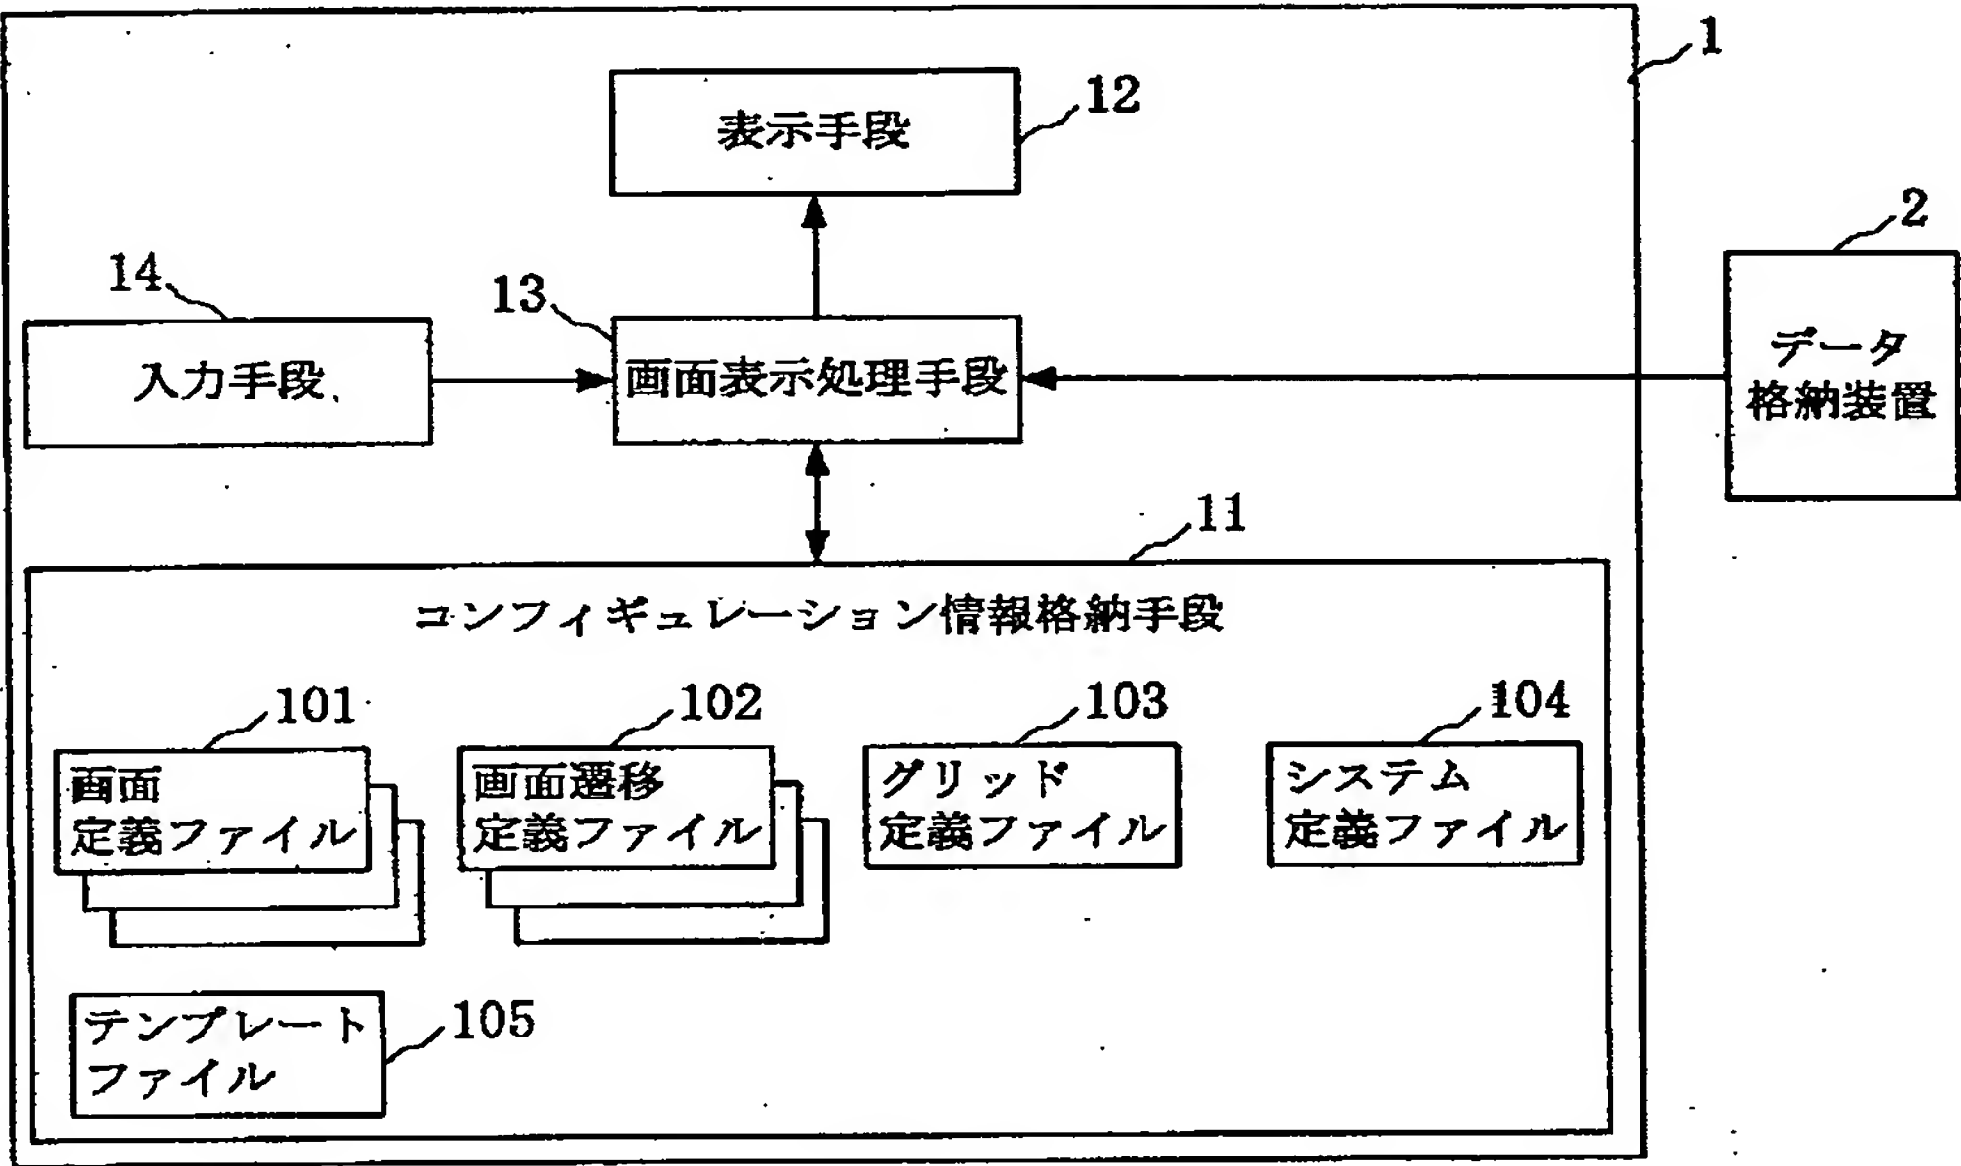 1
12
表示手段
2
14
13
入力手段
画面表示処理手段
データ
格納装置
11
コンフィギュレーション情報格納手段
101
102
103
104
画面
定義ファイル
画面遷移
定義ファイル
グリッド
定義ファイル
システム
定義ファイル
105
テンプレート
ファイル